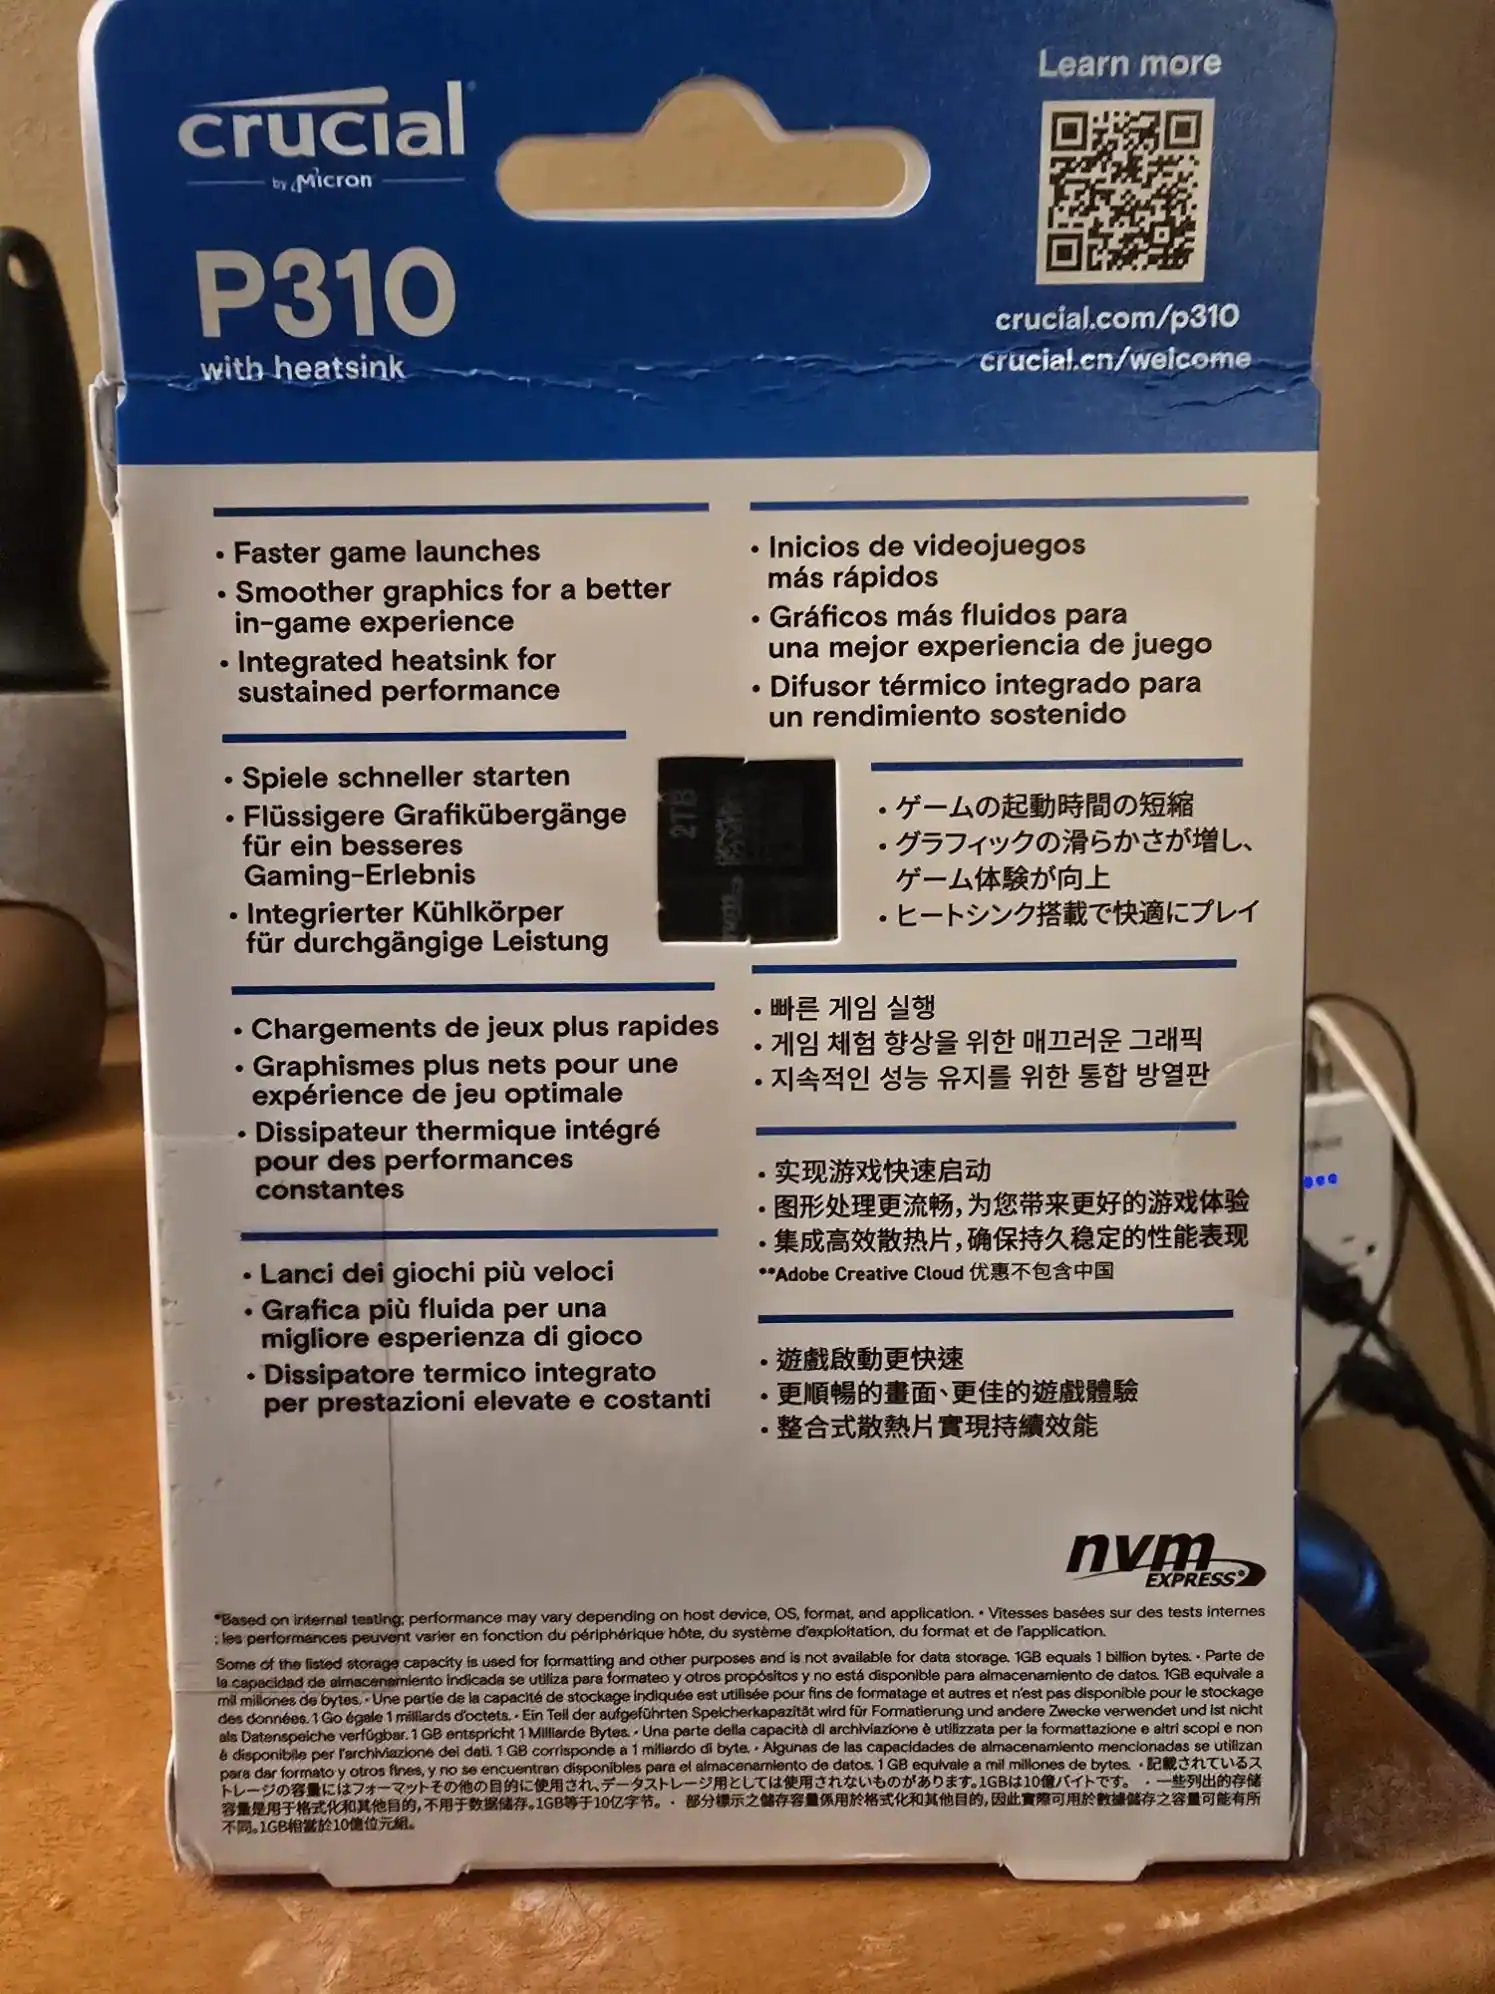 crucial
by Micron
P310
with heatsink
Learn more
crucial.com/p310
crucial.cn/welcome
• Faster game launches
• Smoother graphics for a better
in-game experience
• Integrated heatsink for
sustained performance
• Inicios de videojuegos
más rápidos
• Gráficos más fluidos para
una mejor experiencia de juego
• Difusor térmico integrado para
un rendimiento sostenido
• Spiele schneller starten
• Flüssigere Grafikübergänge
für ein besseres
Gaming-Erlebnis
• Integrierter Kühlkörper
für durchgängige Leistung
2TB
• ゲームの起動時間の短縮
• グラフィックの滑らかさが増し、
ゲーム体験が向上
• ヒートシンク搭載で快適にプレイ
• Chargements de jeux plus rapides
• Graphismes plus nets pour une
expérience de jeu optimale
• Dissipateur thermique intégré
pour des performances
constantes
• 빠른 게임 실행
• 게임 체험 향상을 위한 매끄러운 그래픽
• 지속적인 성능 유지를 위한 통합 방열판
• 实现游戏快速启动
• 图形处理更流畅，为您带来更好的游戏体验
• 集成高效散热片，确保持久稳定的性能表现
**Adobe Creative Cloud 优惠不包含中国
• Lanci dei giochi più veloci
• Grafica più fluida per una
migliore esperienza di gioco
• Dissipatore termico integrato
per prestazioni elevate e costanti
• 遊戲啟動更快速
• 更順暢的畫面、更佳的遊戲體驗
• 整合式散熱片實現持續效能
nvm
EXPRESS
*Based on internal testing; performance may vary depending on host device, OS, format, and application. • Vitesses basées sur des tests internes
; les performances peuvent varier en fonction du périphérique hôte, du système d'exploitation, du format et de l'application.
Some of the listed storage capacity is used for formatting and other purposes and is not available for data storage. 1GB equals 1 billion bytes. • Parte de
la capacidad de almacenamiento indicada se utiliza para formateo y otros propósitos y no está disponible para almacenamiento de datos. 1GB equivale a
mil millones de bytes. • Une partie de la capacité de stockage indiquée est utilisée pour fins de formatage et autres et n'est pas disponible pour le stockage
des données. 1 Go égale 1 milliards d'octets. • Ein Teil der aufgeführten Speicherkapazität wird für Formatierung und andere Zwecke verwendet und ist nicht
als Datenspeiche verfügbar. 1 GB entspricht 1 Milliarde Bytes. • Una parte della capacità di archiviazione è utilizzata per la formattazione e altri scopi e non
è disponibile per l'archiviazione dei dati. 1 GB corrisponde a 1 miliardo di byte. • Algunas de las capacidades de almacenamiento mencionadas se utilizan
para dar formato y otros fines, y no se encuentran disponibles para el almacenamiento de datos. 1 GB equivale a mil millones de bytes. • 記載されているス
トレージの容量にはフォーマットその他の目的に使用され、データストレージ用としては使用されないものがあります。1GBは10億バイトです。 • 一些列出的存储
容量是用于格式化和其他目的，不用于数据储存。1GB等于10亿字节。 • 部分標示之儲存容量係用於格式化和其他目的，因此實際可用於數據儲存之容量可能有所
不同。1GB相當於10億位元組。